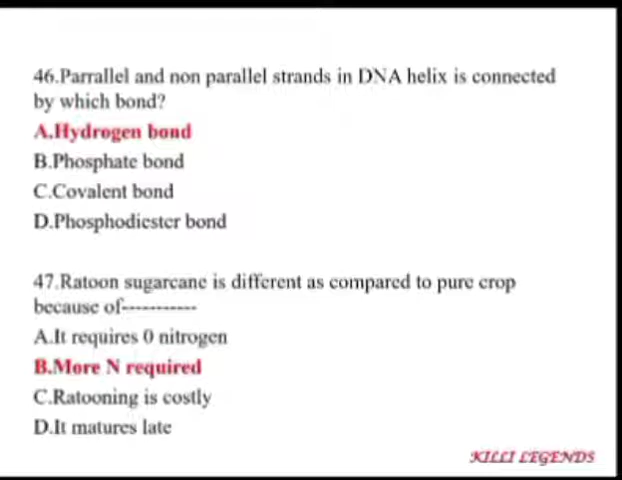 46.Parrallel and non parallel strands in DNA helix is connected
by which bond?
A.Hydrogen bond
B.Phosphate bond
C.Covalent bond
D.Phosphodiester bond
47.Ratoon sugarcane is different as compared to pure crop
because of-----------
A.It requires 0 nitrogen
B.More N required
C.Ratooning is costly
D.It matures late
KILLI LEGENDS